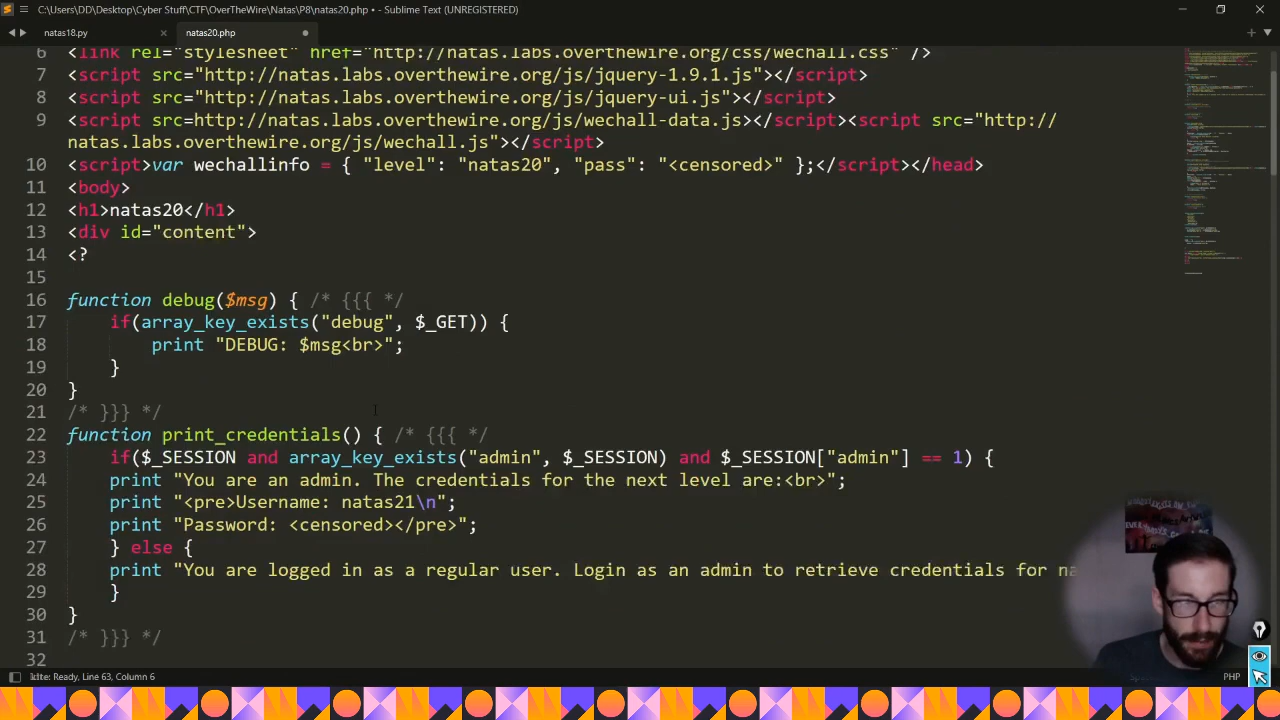 C:\Users\DD\Desktop\Cyber Stuff\CTF\OverTheWire\Natas\P8\natas20.php • - Sublime Text (UNREGISTERED)
natas18.py
natas20.php
6 <link rel="stylesheet" href="http://natas.labs.overthewire.org/css/wechall.css" />
7 <script src="http://natas.labs.overthewire.org/js/jquery-1.9.1.js"></script>
8 <script src="http://natas.labs.overthewire.org/js/jquery-ui.js"></script>
9 <script src="http://natas.labs.overthewire.org/js/wechall-data.js"></script><script src="http://
natas.labs.overthewire.org/js/wechall.js"></script>
10 <script>var wechallinfo = { "level": "natas20", "pass": "<censored>" };</script></head>
11 <body>
12 <h1>natas20</h1>
13 <div id="content">
14 <?
15
16 function debug($msg) { /* {{{ */
17 if(array_key_exists("debug", $_GET)) {
18 print "DEBUG: $msg<br>";
19 }
20 }
21 /* }}} */
22 function print_credentials() { /* {{{ */
23 if($_SESSION and array_key_exists("admin", $_SESSION) and $_SESSION["admin"] == 1) {
24 print "You are an admin. The credentials for the next level are:<br>";
25 print "<pre>Username: natas21\n";
26 print "Password: <censored></pre>";
27 } else {
28 print "You are logged in as a regular user. Login as an admin to retrieve credentials for
29 }
30 }
31 /* }}} */
32
Ready, Line 63, Column 6
PHP